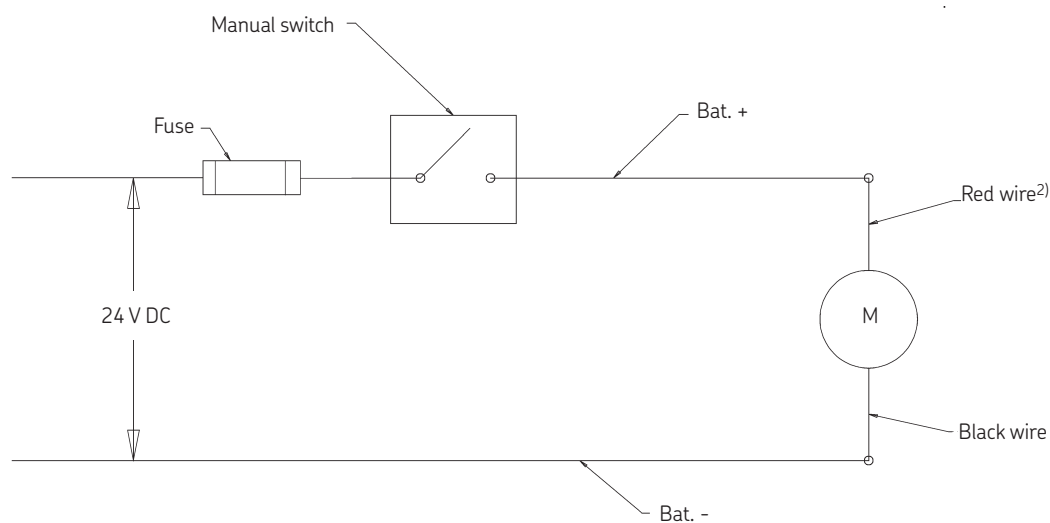 Manual switch
Fuse
Bat. +
Red wire2)
24 V DC
M
Black wire
Bat. -